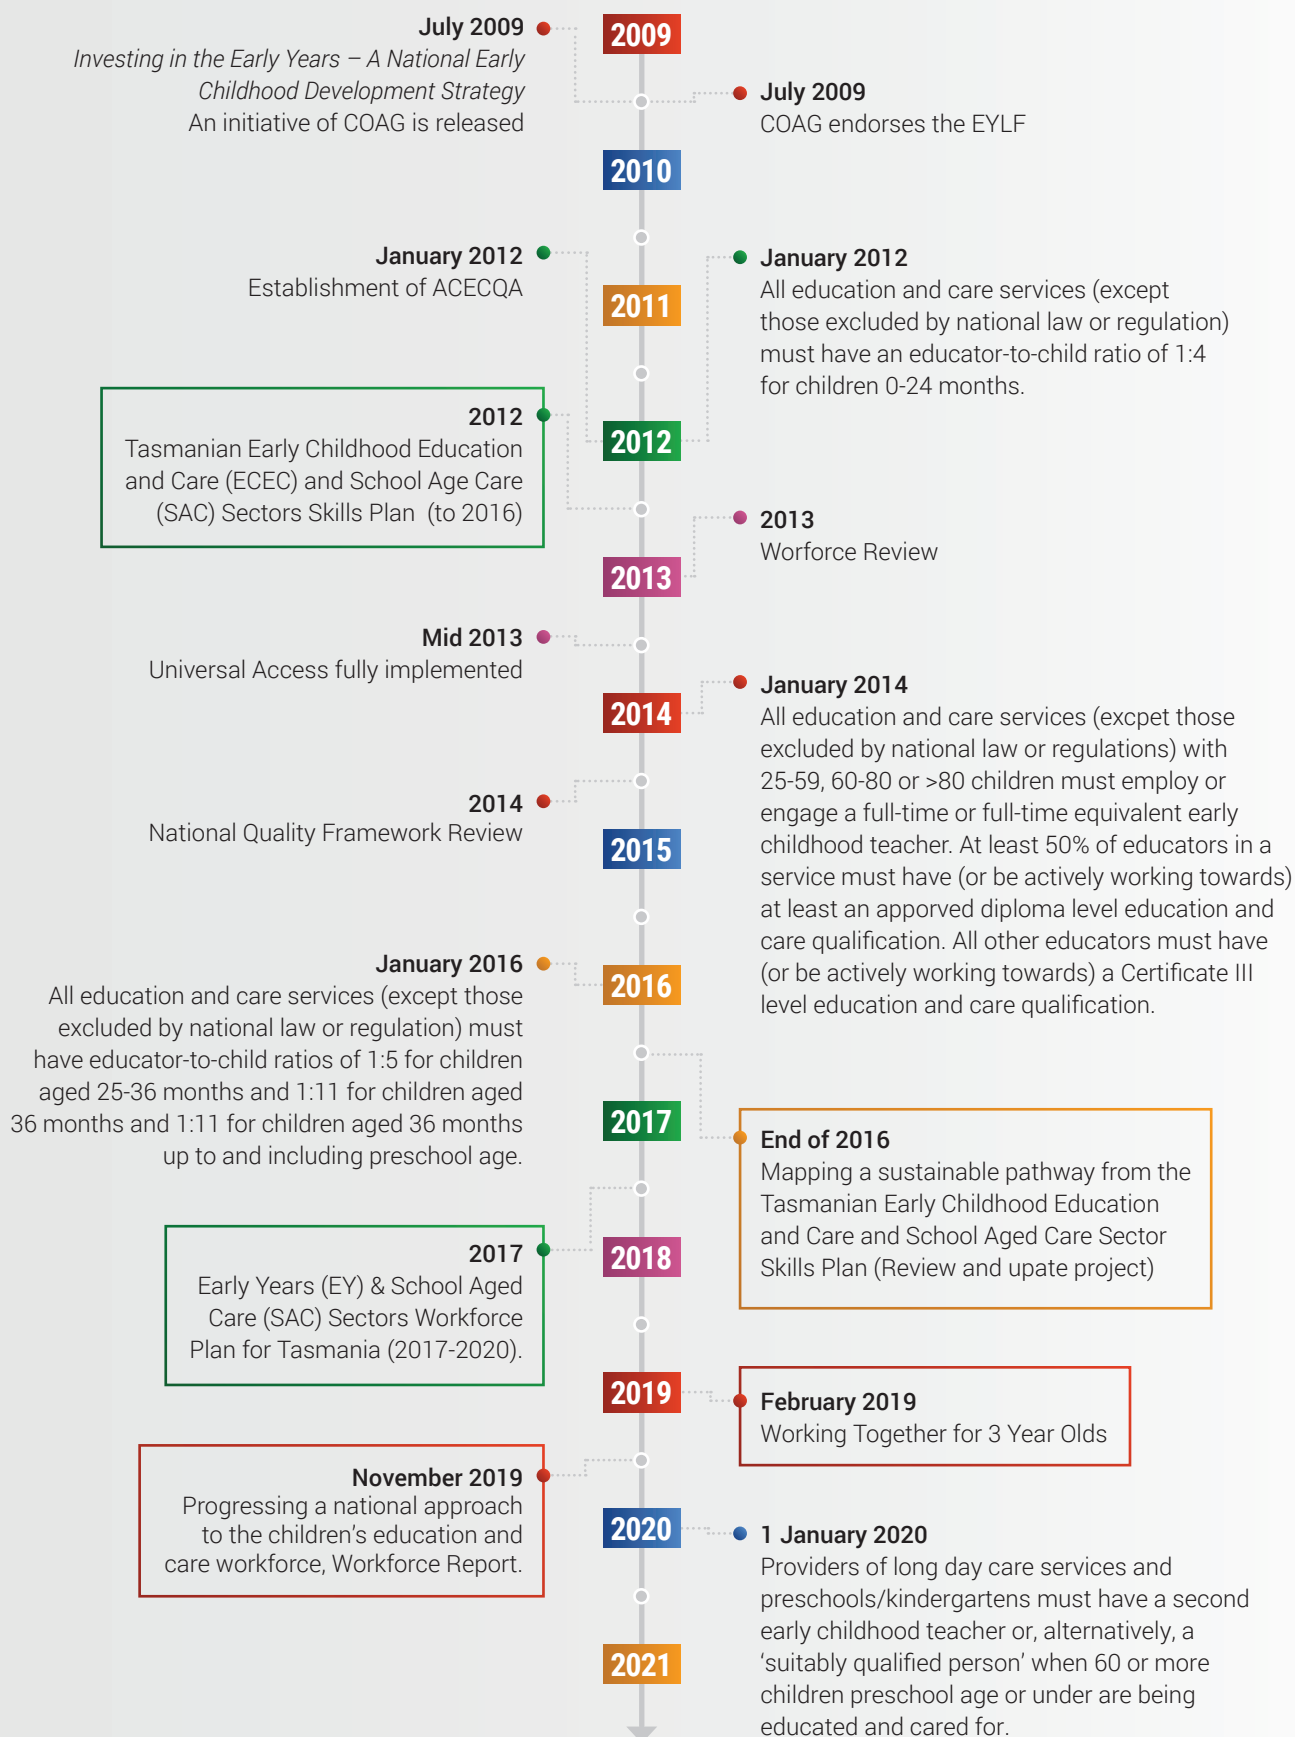 2009
July 2009
Investing in the Early Years – A National Early
Childhood Development Strategy
An initiative of COAG is released
July 2009
COAG endorses the EYLF
2010
January 2012
Establishment of ACECQA
January 2012
All education and care services (except
those excluded by national law or regulation)
must have an educator-to-child ratio of 1:4
for children 0-24 months.
2011
2012
Tasmanian Early Childhood Education
and Care (ECEC) and School Age Care
(SAC) Sectors Skills Plan (to 2016)
2012
2013
Worforce Review
2013
Mid 2013
Universal Access fully implemented
2014
January 2014
All education and care services (excpet those
excluded by national law or regulations) with
25-59, 60-80 or >80 children must employ or
engage a full-time or full-time equivalent early
childhood teacher. At least 50% of educators in a
service must have (or be actively working towards)
at least an apporved diploma level education and
care qualification. All other educators must have
(or be actively working towards) a Certificate III
level education and care qualification.
2014
National Quality Framework Review
2015
January 2016
All education and care services (except those
excluded by national law or regulation) must
have educator-to-child ratios of 1:5 for children
aged 25-36 months and 1:11 for children aged
36 months and 1:11 for children aged 36 months
up to and including preschool age.
2016
2017
End of 2016
Mapping a sustainable pathway from the
Tasmanian Early Childhood Education
and Care and School Aged Care Sector
Skills Plan (Review and upate project)
2017
Early Years (EY) & School Aged
Care (SAC) Sectors Workforce
Plan for Tasmania (2017-2020).
2018
2019
February 2019
Working Together for 3 Year Olds
November 2019
Progressing a national approach
to the children's education and
care workforce, Workforce Report.
2020
1 January 2020
Providers of long day care services and
preschools/kindergartens must have a second
early childhood teacher or, alternatively, a
‘suitably qualified person’ when 60 or more
children preschool age or under are being
educated and cared for.
2021